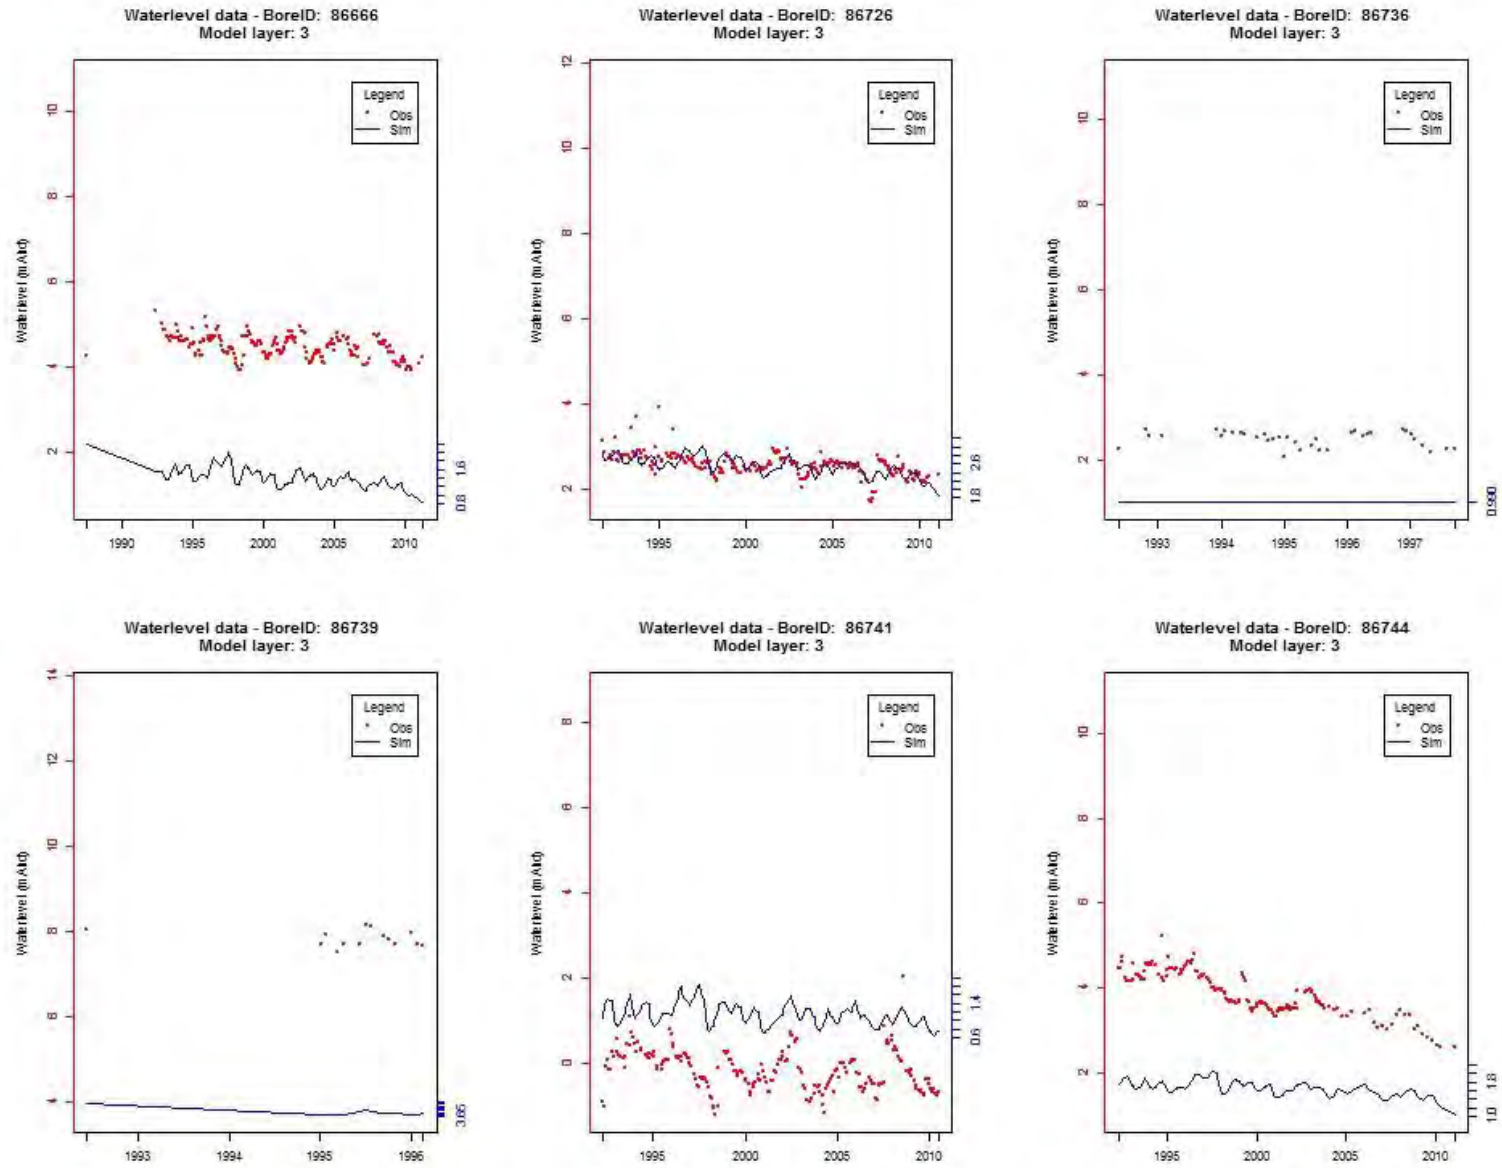 Waterlevel data - BoreID: 86666
Model layer: 3
Waterlevel (mAhd)
10
8
6
4
2
Legend
Obs
Sim
1.6
0.8
1990
1995
2000
2005
2010
Waterlevel data - BoreID: 86726
Model layer: 3
Waterlevel (mAhd)
12
10
8
6
4
2
Legend
Obs
Sim
2.6
1.8
1995
2000
2005
2010
Waterlevel data - BoreID: 86736
Model layer: 3
Waterlevel (mAhd)
10
8
6
4
2
Legend
Obs
Sim
0.990
1993
1994
1995
1996
1997
Waterlevel data - BoreID: 86739
Model layer: 3
Waterlevel (mAhd)
14
12
10
8
6
4
Legend
Obs
Sim
3.65
1993
1994
1995
1996
Waterlevel data - BoreID: 86741
Model layer: 3
Waterlevel (mAhd)
8
6
4
2
0
Legend
Obs
Sim
1.4
0.6
1995
2000
2005
2010
Waterlevel data - BoreID: 86744
Model layer: 3
Waterlevel (mAhd)
10
8
6
4
2
Legend
Obs
Sim
1.8
1.0
1995
2000
2005
2010